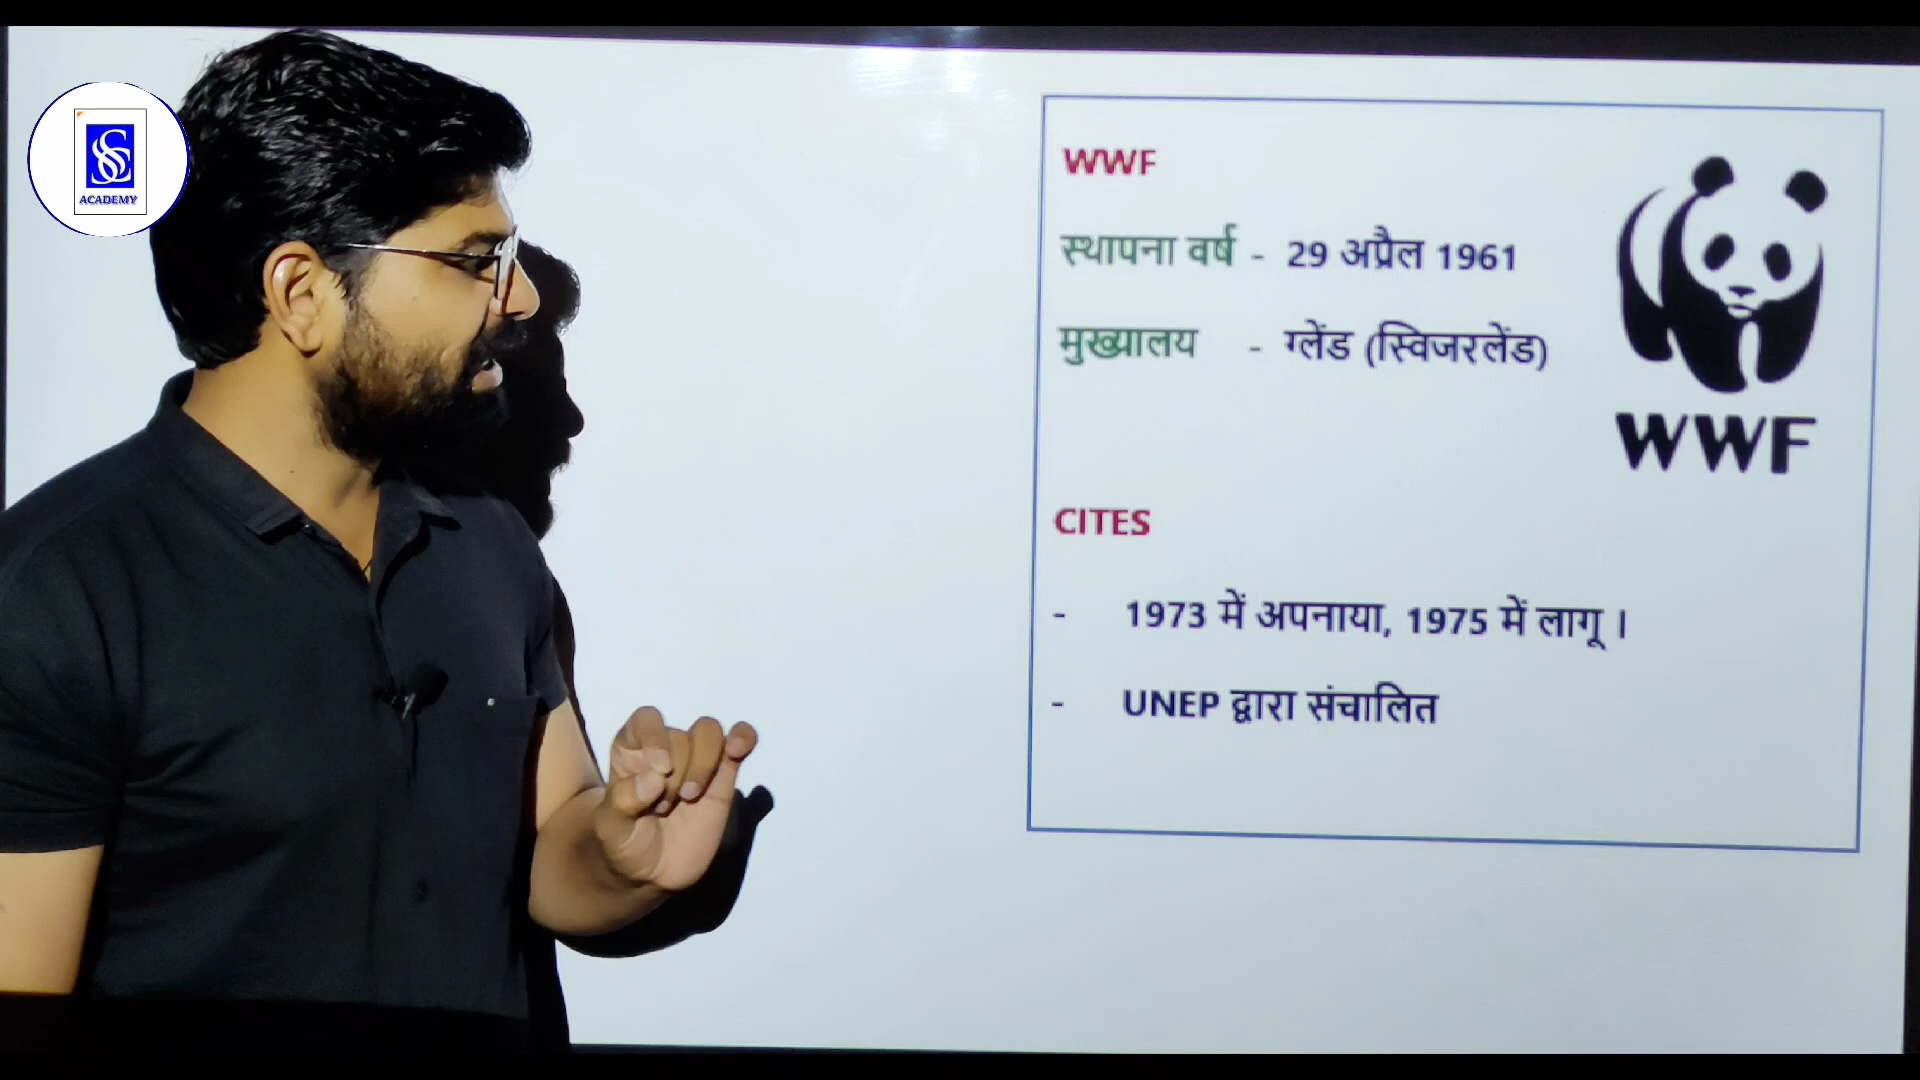 ACADEMY
WWF
स्थापना वर्ष - 29 अप्रैल 1961
मुख्यालय - ग्लेंड (स्विजरलेंड)
WWF
CITES
- 1973 में अपनाया, 1975 में लागू ।
- UNEP द्वारा संचालित